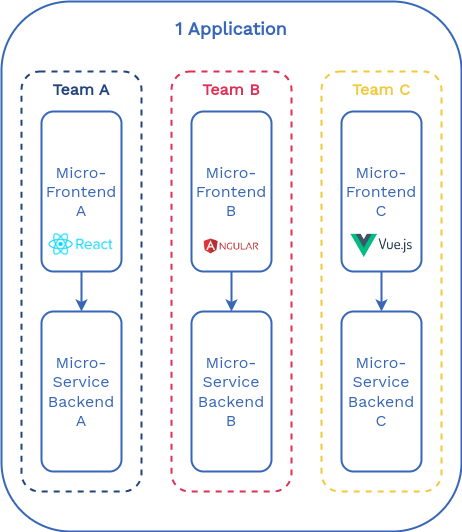 1 Application
Team A
Micro-
Frontend
A
React
Micro-
Service
Backend
A
Team B
Micro-
Frontend
B
ANGULAR
Micro-
Service
Backend
B
Team C
Micro-
Frontend
C
Vue.js
Micro-
Service
Backend
C